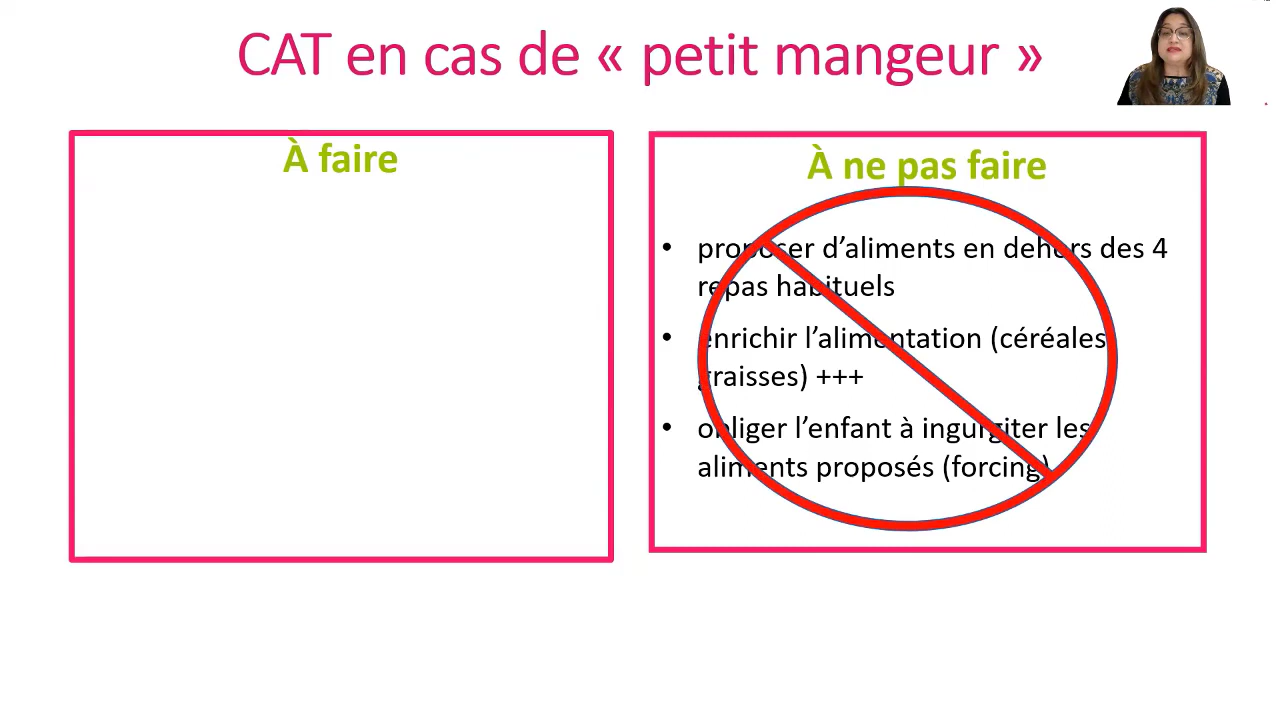 CAT en cas de « petit mangeur »
À faire
À ne pas faire
• proposer d’aliments en dehors des 4
repas habituels
• enrichir l’alimentation (céréales
graisses) +++
• obliger l’enfant à ingurgiter les
aliments proposés (forcing)